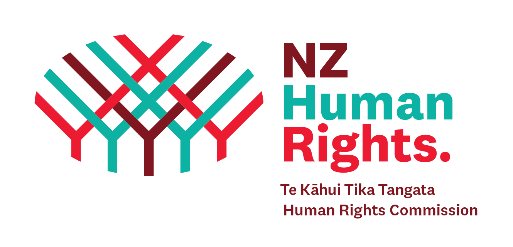 NZ
Human
Rights.
Te Kāhui Tika Tangata
Human Rights Commission